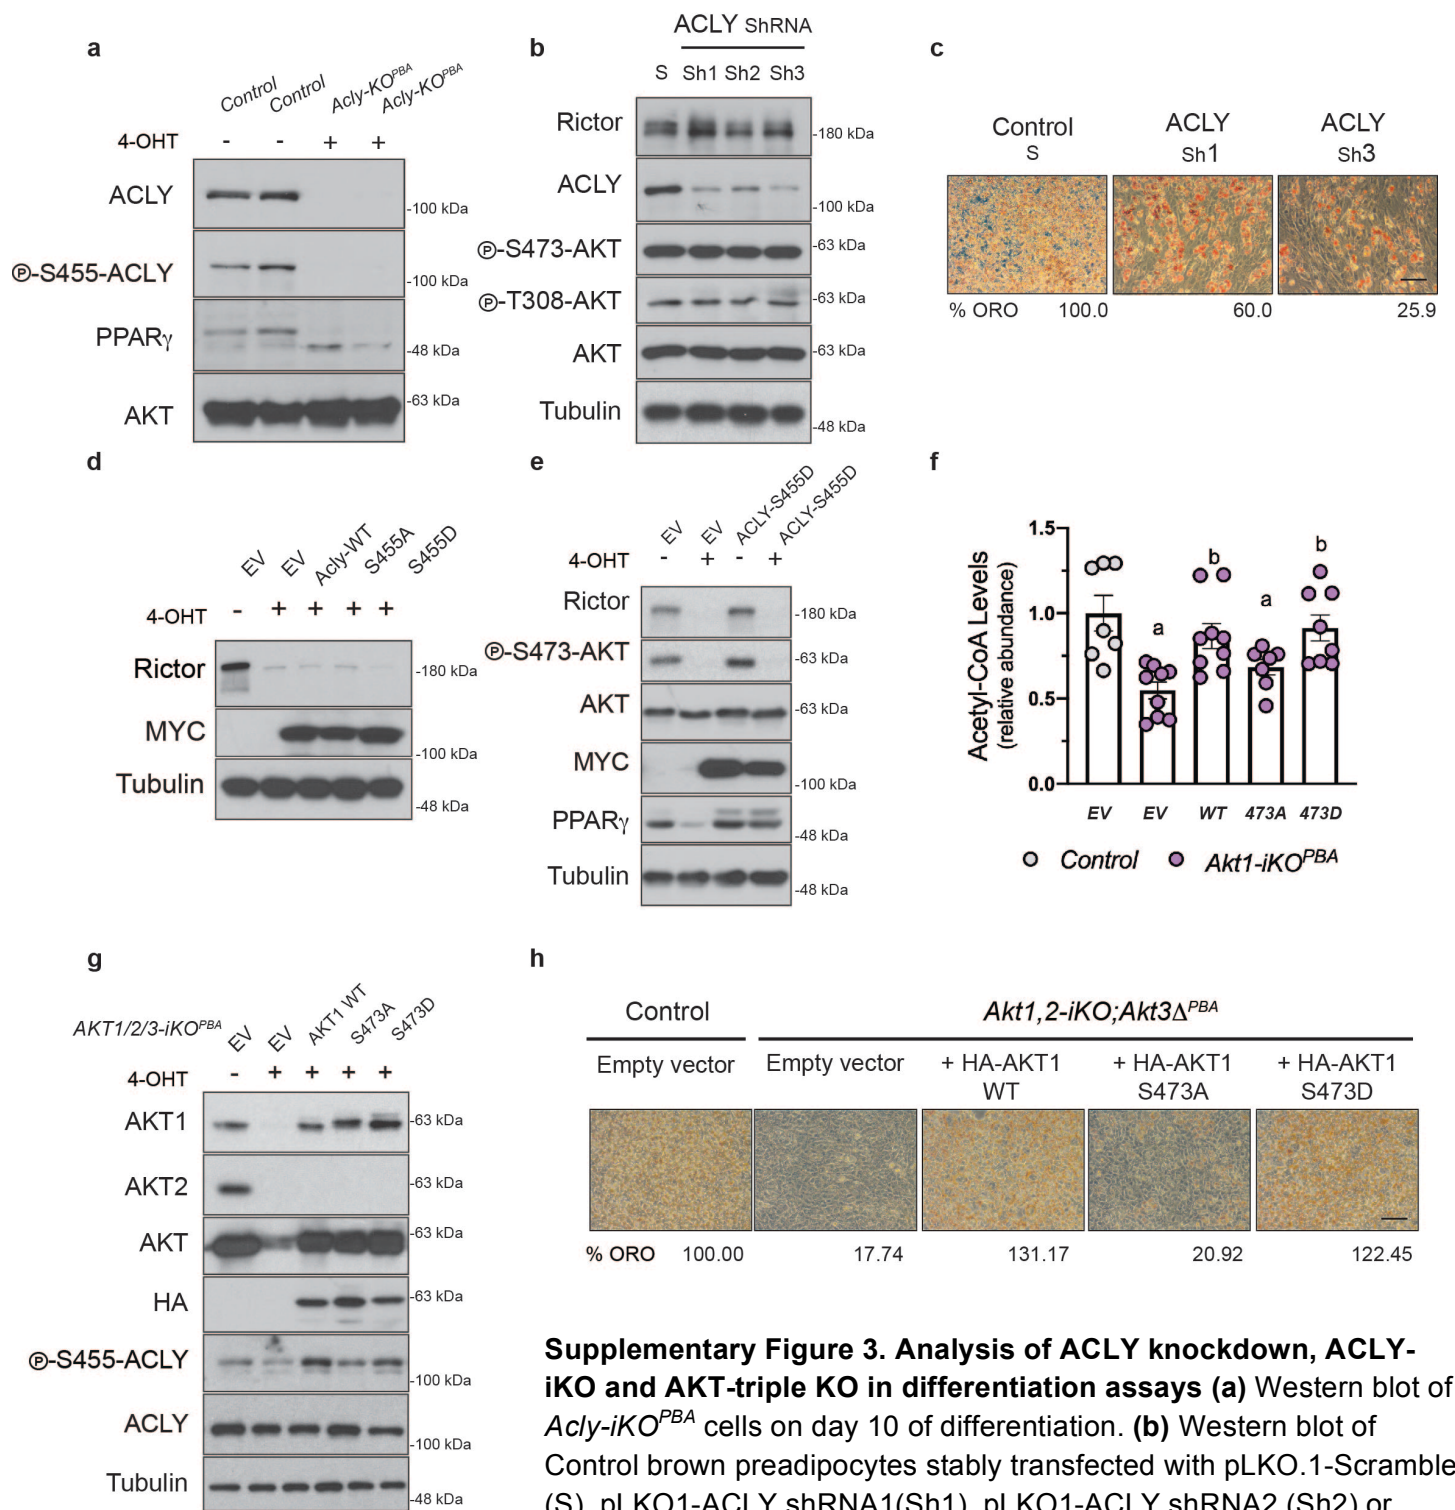 a
Control
Control
Acly-KO^PBA
Acly-KO^PBA
4-OHT - - + +
ACLY
-100 kDa
Ⓟ-S455-ACLY
-100 kDa
PPARγ
-48 kDa
AKT
-63 kDa
b
ACLY ShRNA
S Sh1 Sh2 Sh3
Rictor
-180 kDa
ACLY
-100 kDa
Ⓟ-S473-AKT
-63 kDa
Ⓟ-T308-AKT
-63 kDa
AKT
-63 kDa
Tubulin
-48 kDa
c
Control
S
ACLY
Sh1
ACLY
Sh3
% ORO 100.0 60.0 25.9
d
EV
EV
Acly-WT
S455A
S455D
4-OHT - + + + +
Rictor
-180 kDa
MYC
-100 kDa
Tubulin
-48 kDa
e
EV
EV
ACLY-S455D
ACLY-S455D
4-OHT - + - +
Rictor
-180 kDa
Ⓟ-S473-AKT
-63 kDa
AKT
-63 kDa
MYC
-100 kDa
PPARγ
-48 kDa
Tubulin
-48 kDa
f
Acetyl-CoA Levels
(relative abundance)
1.5
1.0
0.5
0.0
a
b
a
b
EV EV WT 473A 473D
Control Akt1-iKO^PBA
g
AKT1/2/3-iKO^PBA
EV
EV
AKT1 WT
S473A
S473D
4-OHT - + + + +
AKT1
-63 kDa
AKT2
-63 kDa
AKT
-63 kDa
HA
-63 kDa
Ⓟ-S455-ACLY
-100 kDa
ACLY
-100 kDa
Tubulin
-48 kDa
h
Control
Akt1,2-iKO;Akt3Δ^PBA
Empty vector
Empty vector
+ HA-AKT1
WT
+ HA-AKT1
S473A
+ HA-AKT1
S473D
% ORO 100.00 17.74 131.17 20.92 122.45
Supplementary Figure 3. Analysis of ACLY knockdown, ACLY-
iKO and AKT-triple KO in differentiation assays (a) Western blot of
Acly-iKO^PBA cells on day 10 of differentiation. (b) Western blot of
Control brown preadipocytes stably transfected with pLKO.1-Scramble
(S), pLKO1-ACLY shRNA1(Sh1), pLKO1-ACLY shRNA2 (Sh2) or